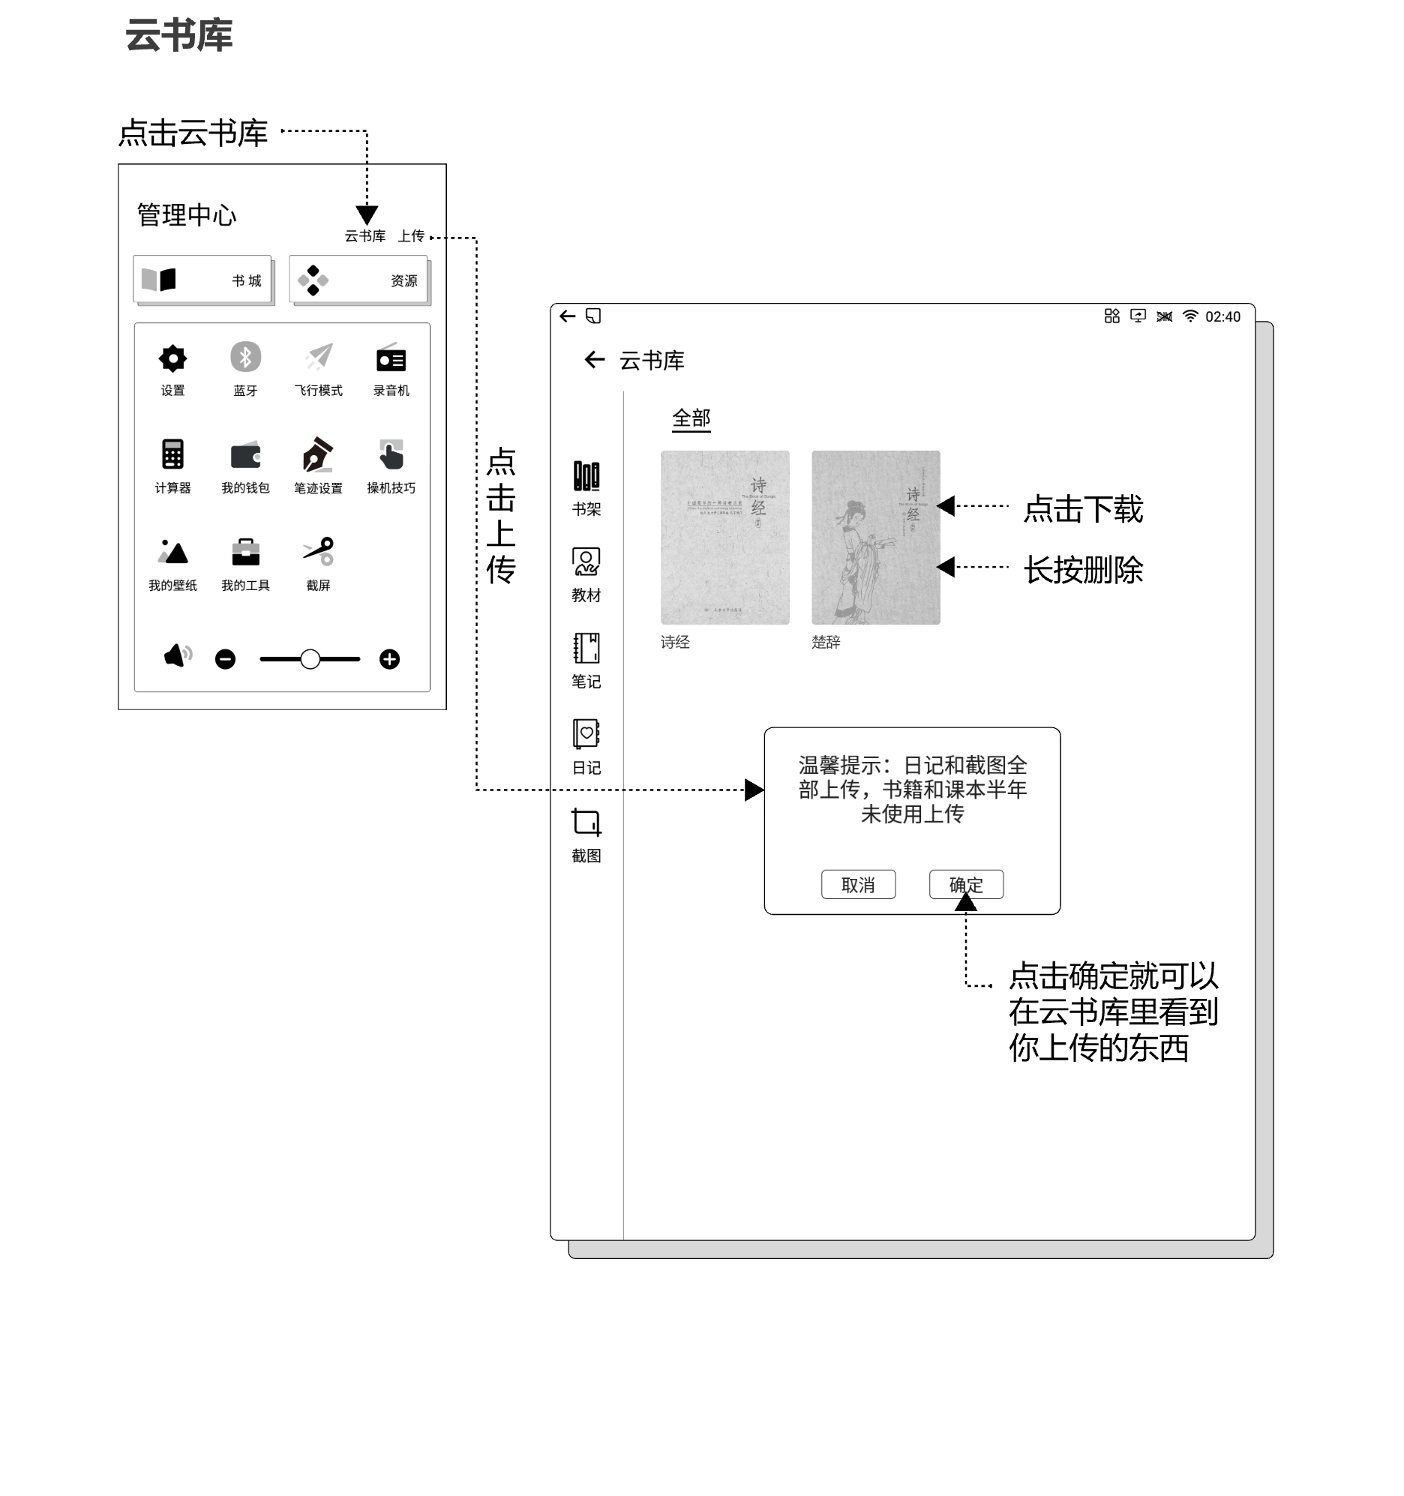 云书库
点击云书库
管理中心
云书库 上传
书城
资源
设置
蓝牙
飞行模式
录音机
计算器
我的钱包
笔迹设置
操机技巧
我的壁纸
我的工具
截屏
点击上传
02:40
云书库
全部
书架
教材
笔记
日记
截图
诗经
诗经
诗经
楚辞
点击下载
长按删除
温馨提示：日记和截图全
部上传，书籍和课本半年
未使用上传
取消
确定
点击确定就可以
在云书库里看到
你上传的东西